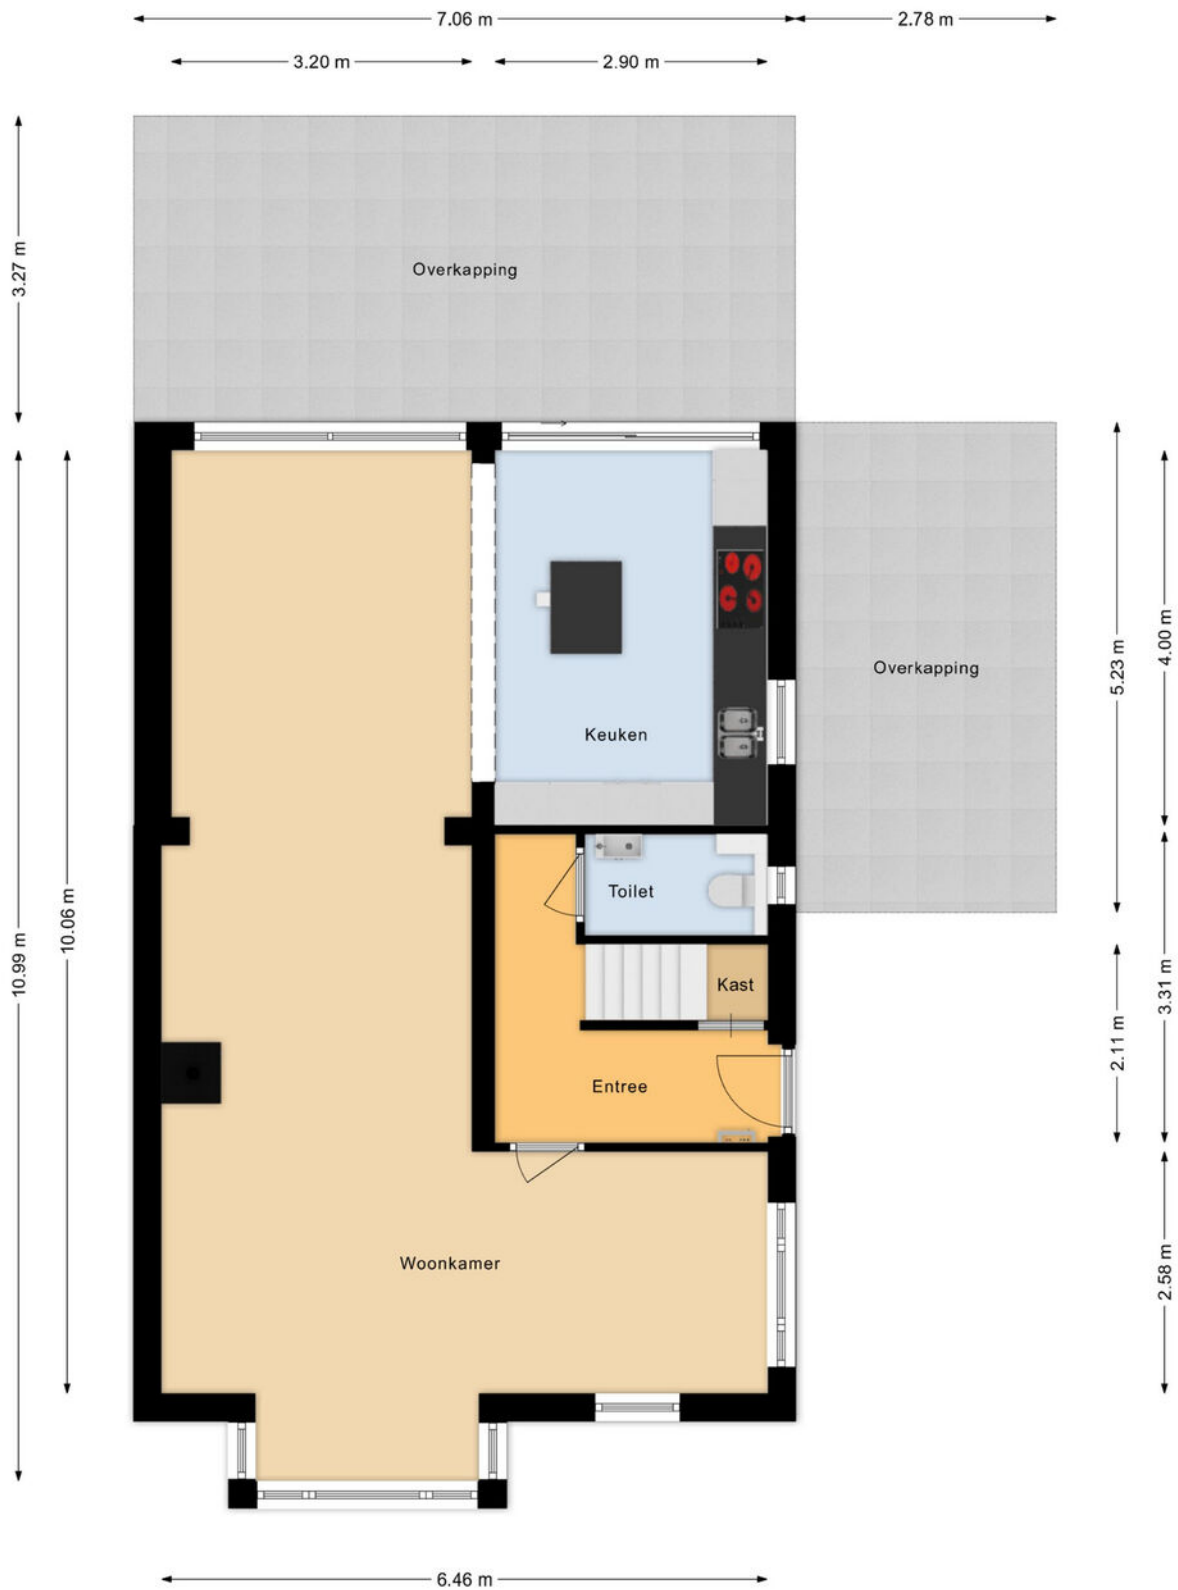 7.06 m
2.78 m
3.20 m
2.90 m
3.27 m
Overkapping
10.99 m
10.06 m
Keuken
Overkapping
5.23 m
4.00 m
Toilet
Kast
Entree
2.11 m
3.31 m
Woonkamer
2.58 m
6.46 m